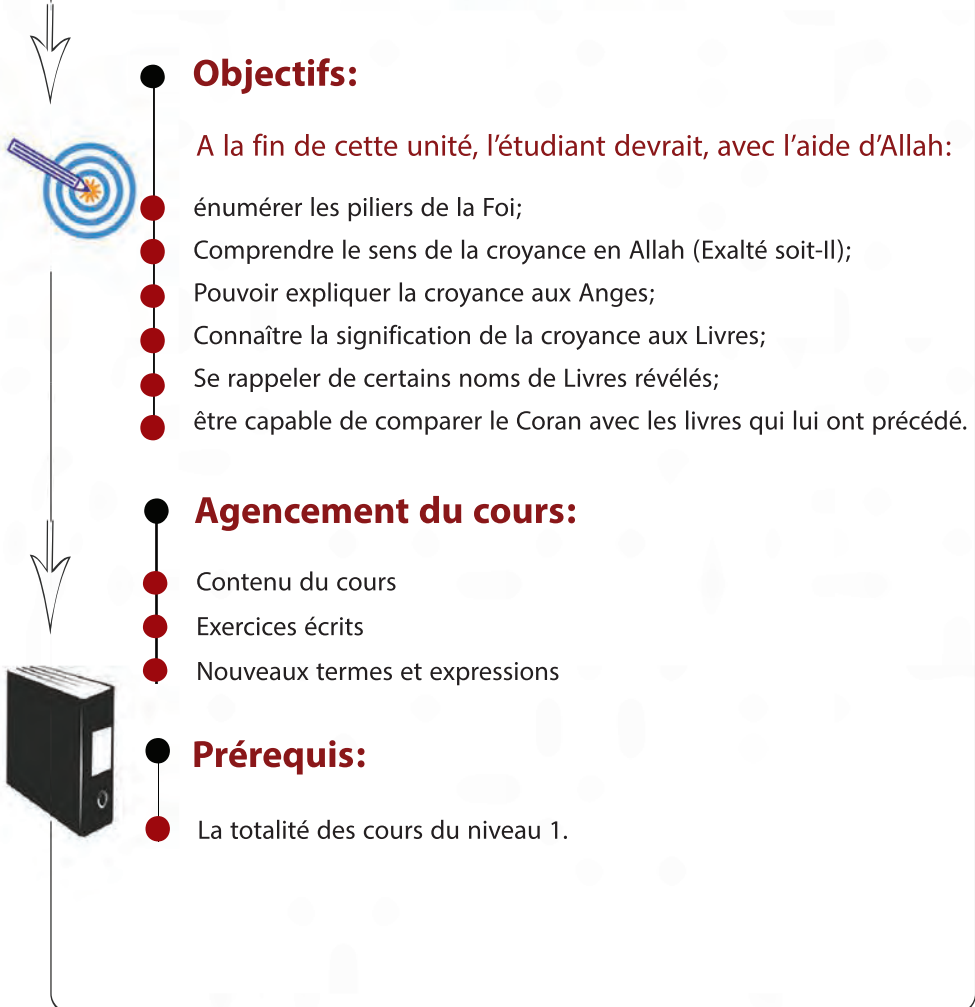 Objectifs:
A la fin de cette unité, l’étudiant devrait, avec l’aide d’Allah:
énumérer les piliers de la Foi;
Comprendre le sens de la croyance en Allah (Exalté soit-Il);
Pouvoir expliquer la croyance aux Anges;
Connaître la signification de la croyance aux Livres;
Se rappeler de certains noms de Livres révélés;
être capable de comparer le Coran avec les livres qui lui ont précédé.
Agencement du cours:
Contenu du cours
Exercices écrits
Nouveaux termes et expressions
Prérequis:
La totalité des cours du niveau 1.